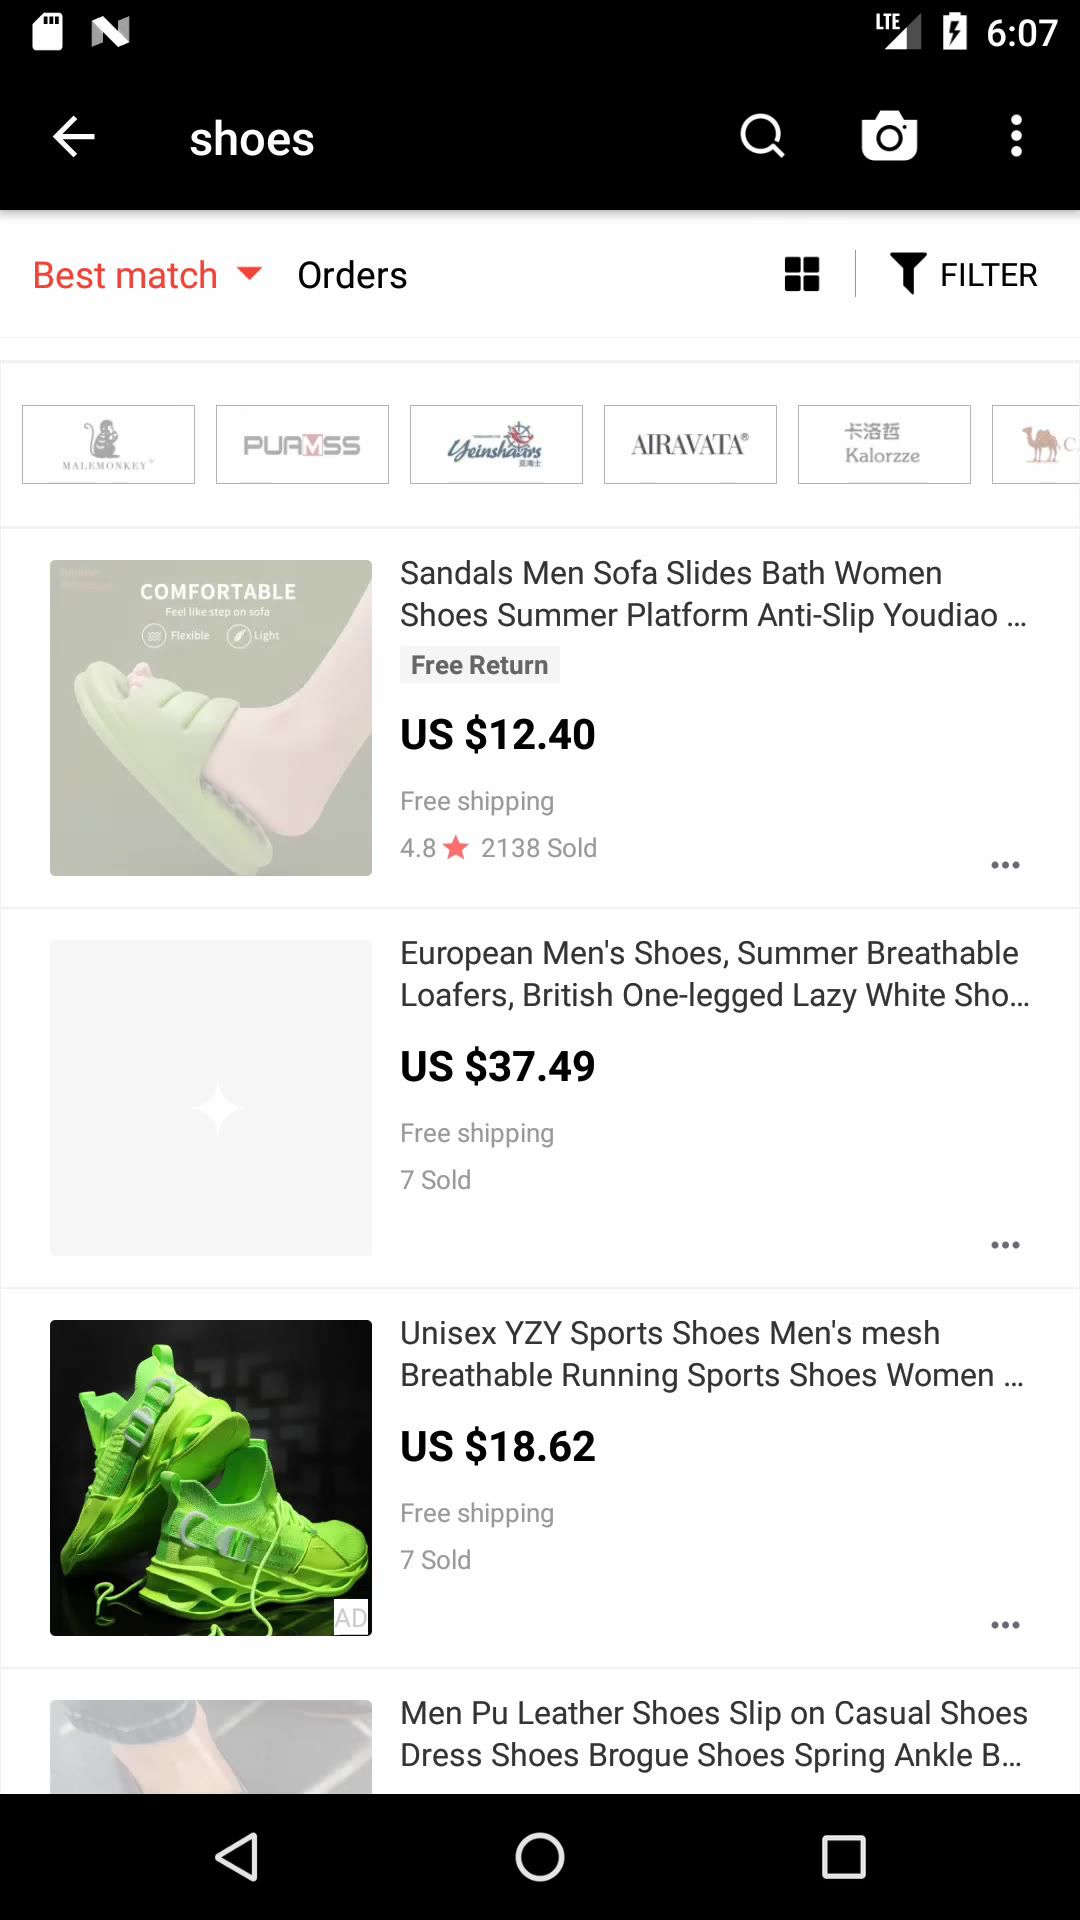 LTE 6:07
shoes
Best match Orders FILTER
MALEMONKEY
PUAMSS
Yeinshaars
亚海士
AIRAVATA®
卡洛哲
Kalorzze
COMFORTABLE
Feel like step on sofa
Flexible Light
Sandals Men Sofa Slides Bath Women
Shoes Summer Platform Anti-Slip Youdiao ...
Free Return
US $12.40
Free shipping
4.8 2138 Sold
European Men's Shoes, Summer Breathable
Loafers, British One-legged Lazy White Sho...
US $37.49
Free shipping
7 Sold
Unisex YZY Sports Shoes Men's mesh
Breathable Running Sports Shoes Women ...
US $18.62
Free shipping
7 Sold
AD
Men Pu Leather Shoes Slip on Casual Shoes
Dress Shoes Brogue Shoes Spring Ankle B...